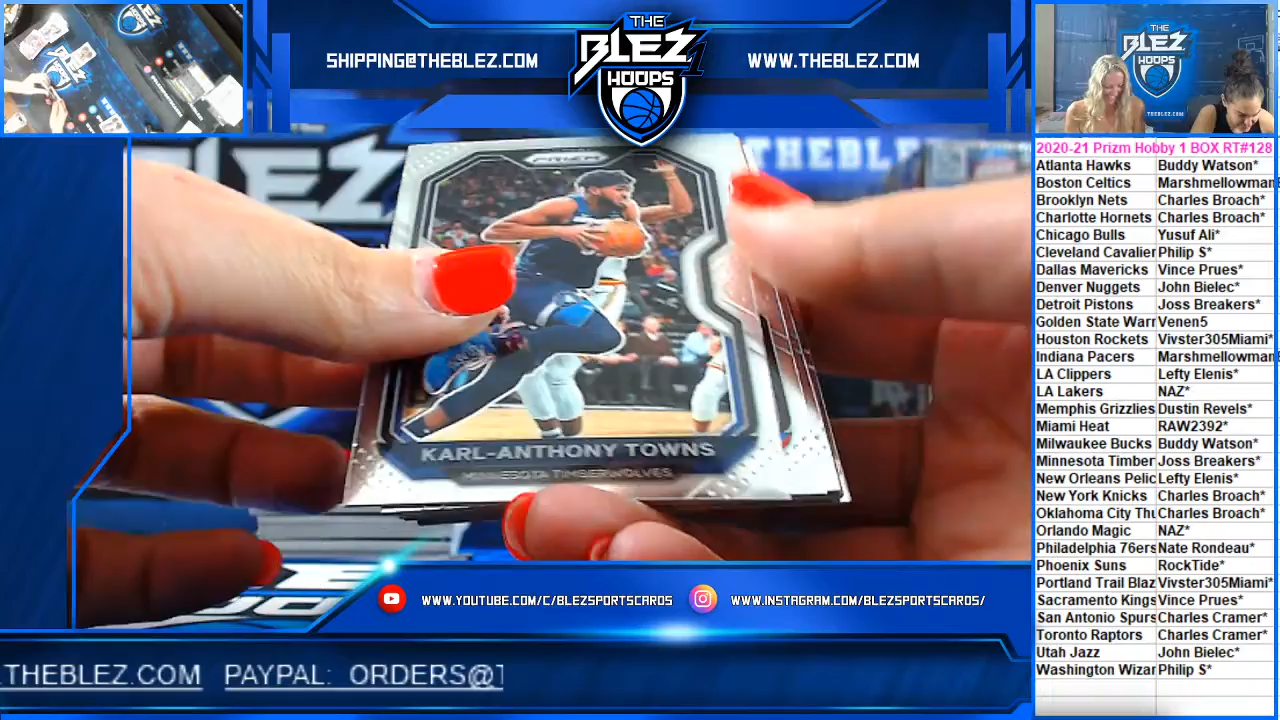 THE
BLEZ
HOOPS
SHIPPING@THEBLEZ.COM
WWW.THEBLEZ.COM
THE
BLEZ
THEBLEZ.COM
THEBLE
PRIZM
KARL-ANTHONY TOWNS
MINNESOTA TIMBERWOLVES
2020-21 Prizm Hobby 1 BOX RT#128
Atlanta Hawks Buddy Watson*
Boston Celtics Marshmellowman
Brooklyn Nets Charles Broach*
Charlotte Hornets Charles Broach*
Chicago Bulls Yusuf Ali*
Cleveland Cavalier Philip S*
Dallas Mavericks Vince Prues*
Denver Nuggets John Bielec*
Detroit Pistons Joss Breakers*
Golden State Warr Venen5
Houston Rockets Vivster305Miami*
Indiana Pacers Marshmellowman
LA Clippers Lefty Elenis*
LA Lakers NAZ*
Memphis Grizzlies Dustin Revels*
Miami Heat RAW2392*
Milwaukee Bucks Buddy Watson*
Minnesota Timber Joss Breakers*
New Orleans Pelic Lefty Elenis*
New York Knicks Charles Broach*
Oklahoma City Thu Charles Broach*
Orlando Magic NAZ*
Philadelphia 76ers Nate Rondeau*
Phoenix Suns RockTide*
Portland Trail Blaz Vivster305Miami*
Sacramento Kings Vince Prues*
San Antonio Spurs Charles Cramer*
Toronto Raptors Charles Cramer*
Utah Jazz John Bielec*
Washington Wizar Philip S*
WWW.YOUTUBE.COM/C/BLEZSPORTSCARDS
WWW.INSTAGRAM.COM/BLEZSPORTSCARDS/
.THEBLEZ.COM PAYPAL: ORDERS@